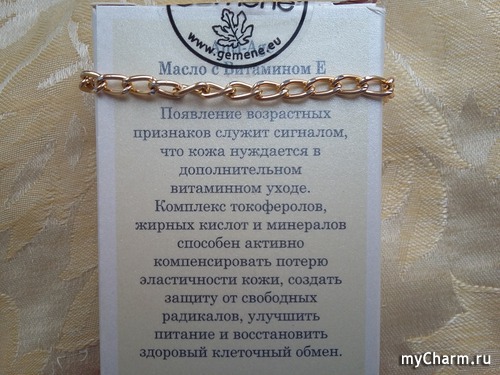 Gemene
www.gemene.eu
Масло с Витамином Е
Появление возрастных
признаков служит сигналом,
что кожа нуждается в
дополнительном
витаминном уходе.
Комплекс токоферолов,
жирных кислот и минералов
способен активно
компенсировать потерю
эластичности кожи, создать
защиту от свободных
радикалов, улучшить
питание и восстановить
здоровый клеточный обмен.
myCharm.ru